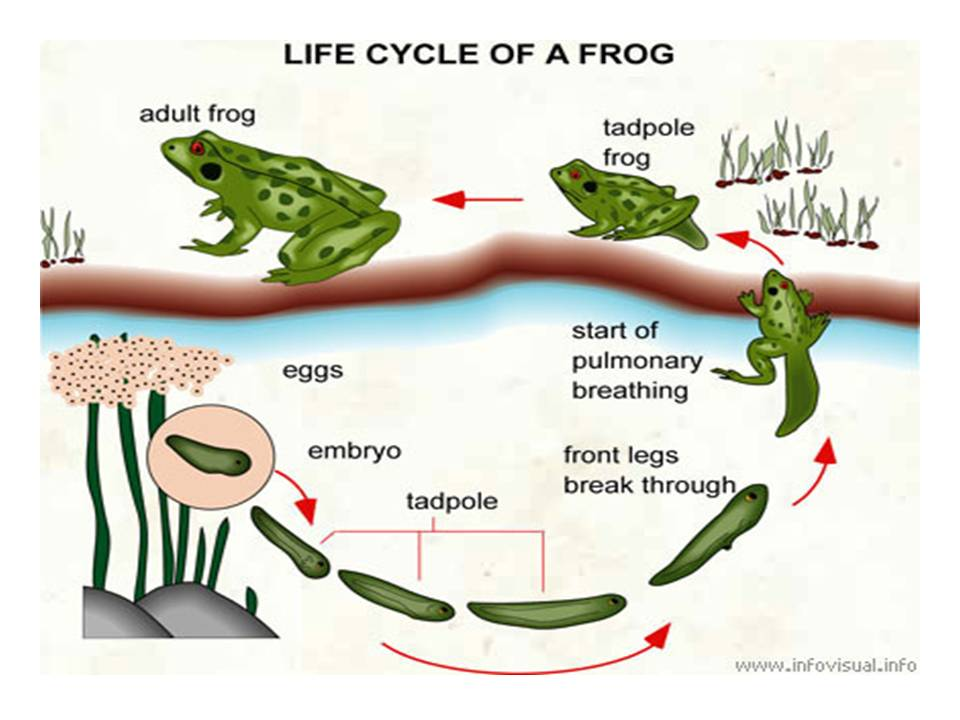 LIFE CYCLE OF A FROG
adult frog
tadpole
frog
start of
pulmonary
breathing
eggs
embryo
front legs
break through
tadpole
www.infovisual.info